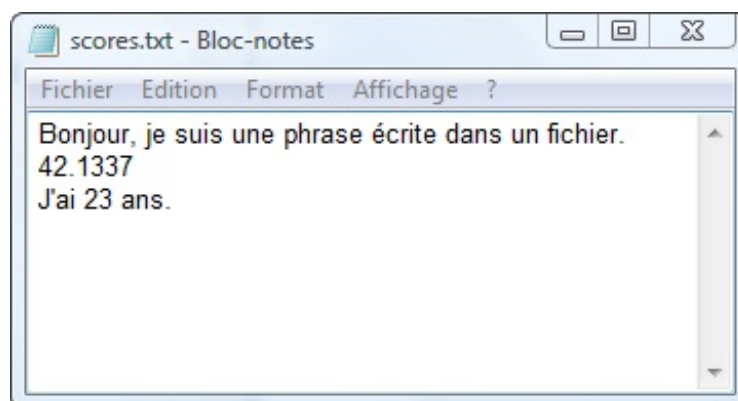 scores.txt - Bloc-notes
Fichier Edition Format Affichage ?
Bonjour, je suis une phrase écrite dans un fichier.
42.1337
J'ai 23 ans.